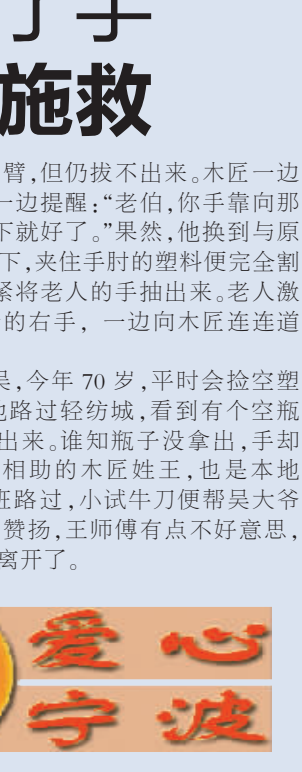 了手
施救
臂，但仍拔不出来。木匠一边
一边提醒：“老伯，你手靠向那
下就好了。”果然，他换到与原
下，夹住手肘的塑料便完全割
紧将老人的手抽出来。老人激
的右手，一边向木匠连连道
吴，今年 70 岁，平时会捡空塑
路过轻纺城，看到有个空瓶
出来。谁知瓶子没拿出，手却
相助的木匠姓王，也是本地
班路过，小试牛刀便帮吴大爷
赞扬，王师傅有点不好意思，
离开了。
爱心
宁波